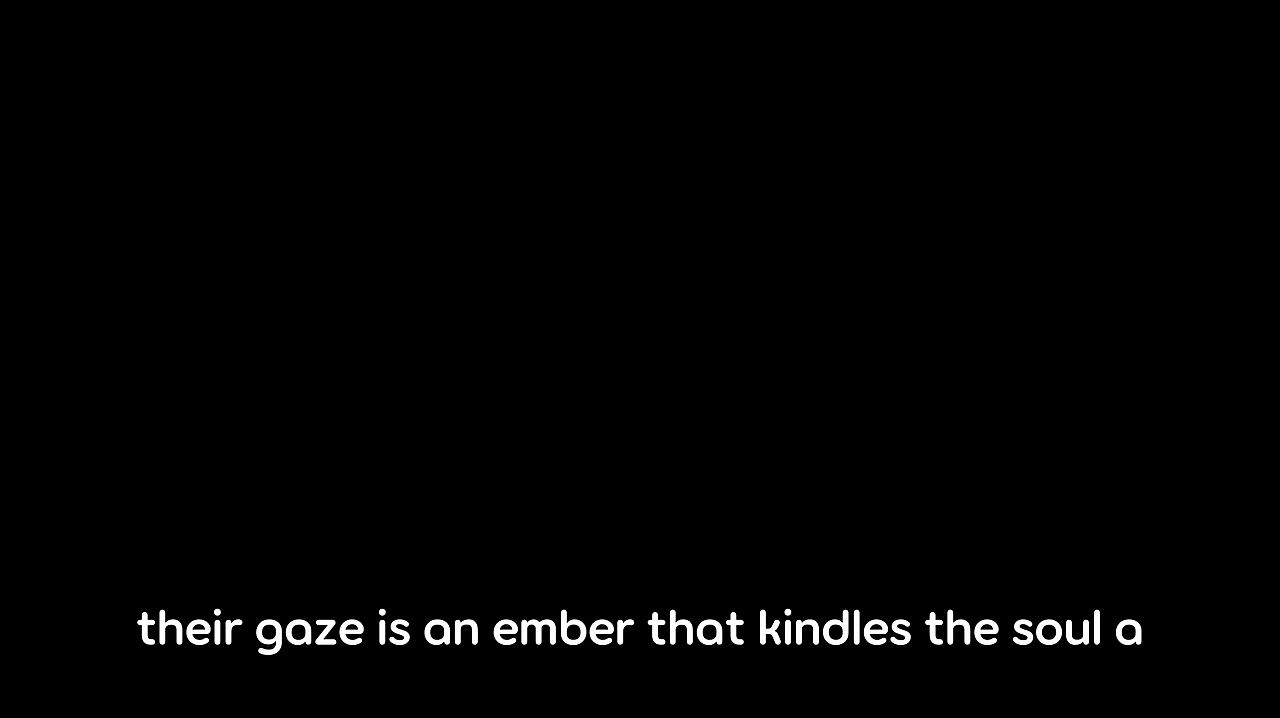 their gaze is an ember that kindles the soul a